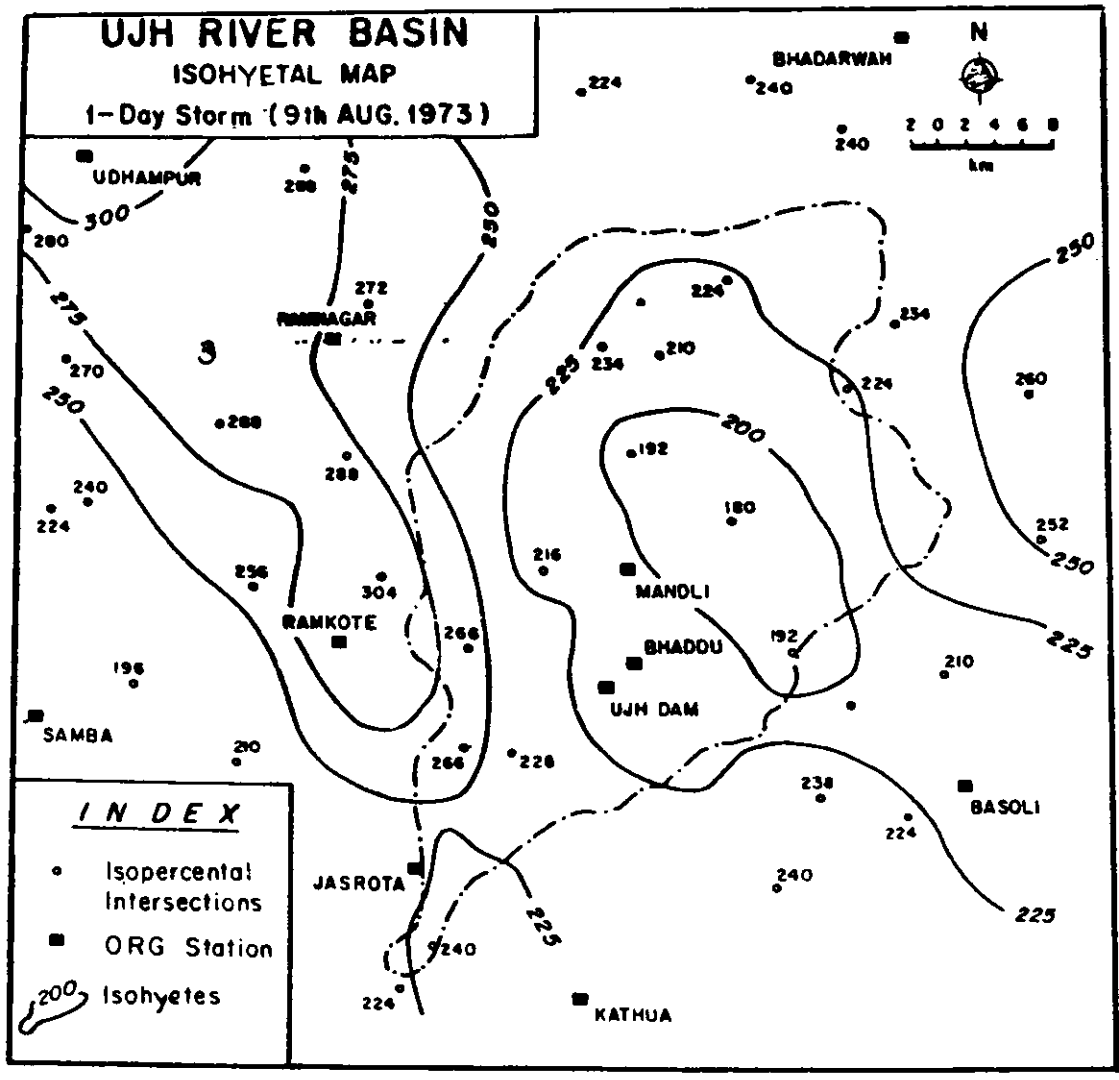 UJH RIVER BASIN
ISOHYETAL MAP
1-Day Storm (9th AUG. 1973)
BHADARWAH
N
224
240
240
2 0 2 4 6 8
km
UDHAMPUR
288
275
300
250
280
250
275
272
224
234
RAMNAGAR
3
270
234
210
225
224
260
250
288
200
288
192
240
224
180
252
250
256
304
216
MANDLI
RAMKOTE
266
BHADDU
192
225
196
210
UJH DAM
SAMBA
210
266
228
238
BASOLI
224
INDEX
Isopercental
Intersections
ORG Station
200
Isohyetes
JASROTA
240
225
225
240
224
KATHUA